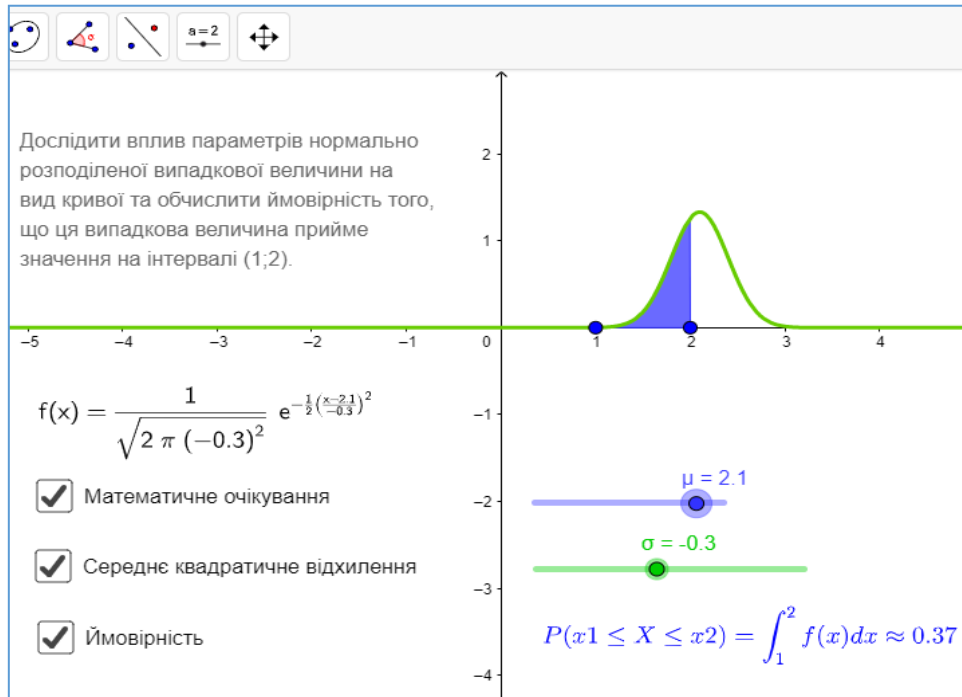 a=2
α
Дослідити вплив параметрів нормально
розподіленої випадкової величини на
вид кривої та обчислити ймовірність того,
що ця випадкова величина прийме
значення на інтервалі (1;2).
2
1
−5 −4 −3 −2 −1 0 1 2 3 4
−1
−2
−3
−4
f(x) = 1 / √(2 π (−0.3)²) e^(−½((x−2.1)/(−0.3))²)
Математичне очікування
Середнє квадратичне відхилення
Ймовірність
μ = 2.1
σ = -0.3
P(x1 ≤ X ≤ x2) = ∫₁² f(x)dx ≈ 0.37